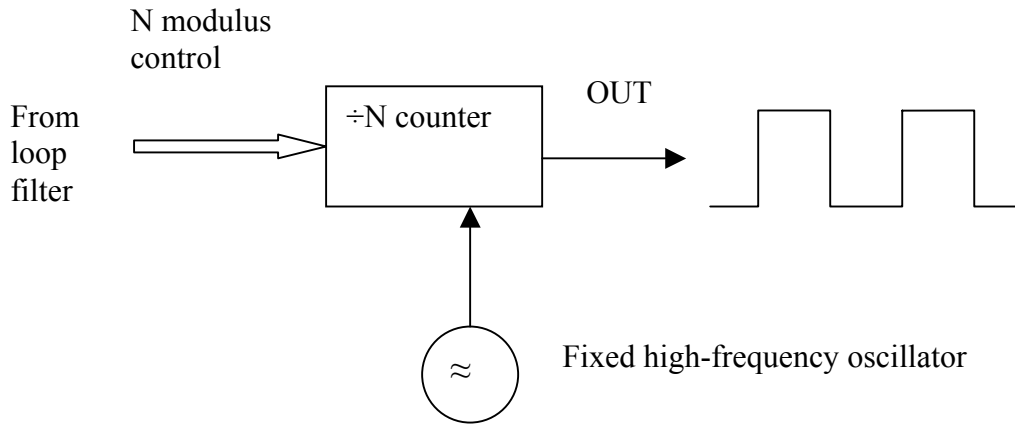 N modulus
control
From
loop
filter
÷N counter
OUT
≈
Fixed high-frequency oscillator